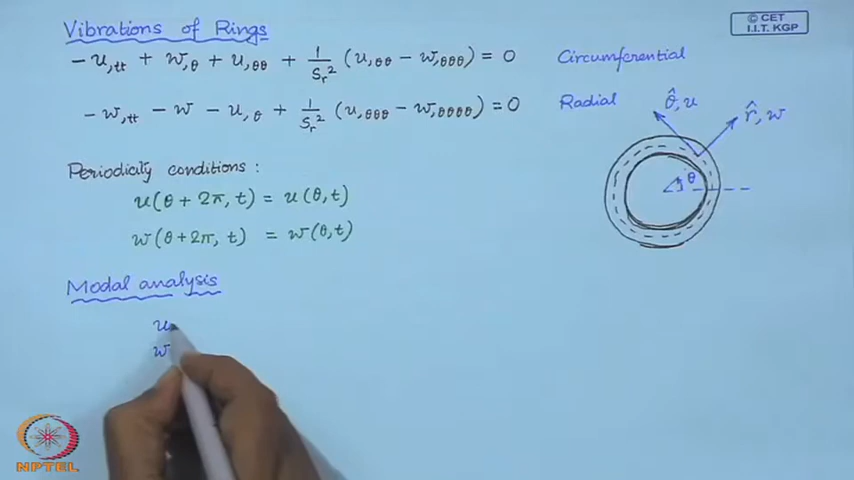 Vibrations of Rings
© CET
I.I.T. KGP
-u,tt + w,θ + u,θθ + 1/Sr² (u,θθ - w,θθθ) = 0 Circumferential
-w,tt - w - u,θ + 1/Sr² (u,θθθ - w,θθθθ) = 0 Radial
θ̂, u
r̂, w
θ
Periodicity conditions :
u(θ + 2π, t) = u(θ, t)
w(θ + 2π, t) = w(θ, t)
Modal analysis
u
w
NPTEL